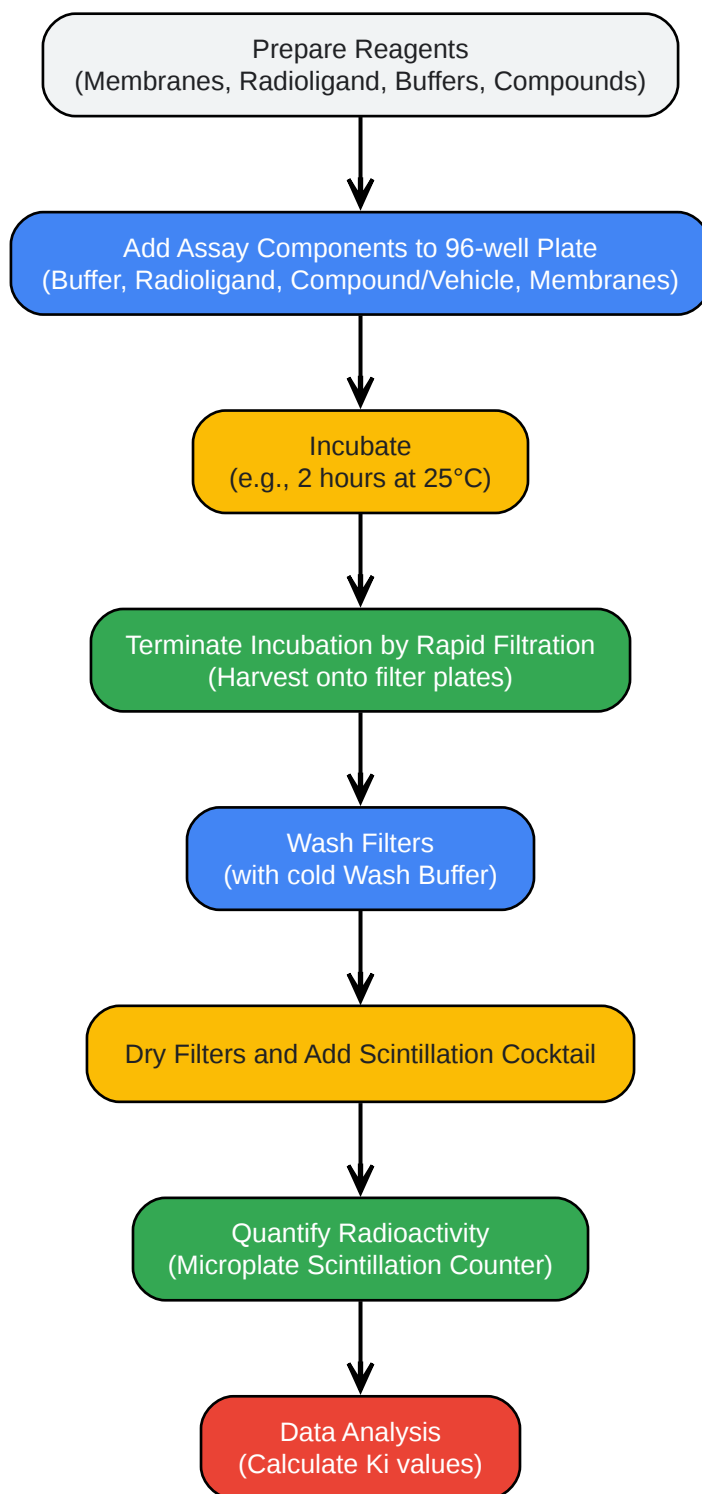 Prepare Reagents
(Membranes, Radioligand, Buffers, Compounds)
Add Assay Components to 96-well Plate
(Buffer, Radioligand, Compound/Vehicle, Membranes)
Incubate
(e.g., 2 hours at 25°C)
Terminate Incubation by Rapid Filtration
(Harvest onto filter plates)
Wash Filters
(with cold Wash Buffer)
Dry Filters and Add Scintillation Cocktail
Quantify Radioactivity
(Microplate Scintillation Counter)
Data Analysis
(Calculate Ki values)